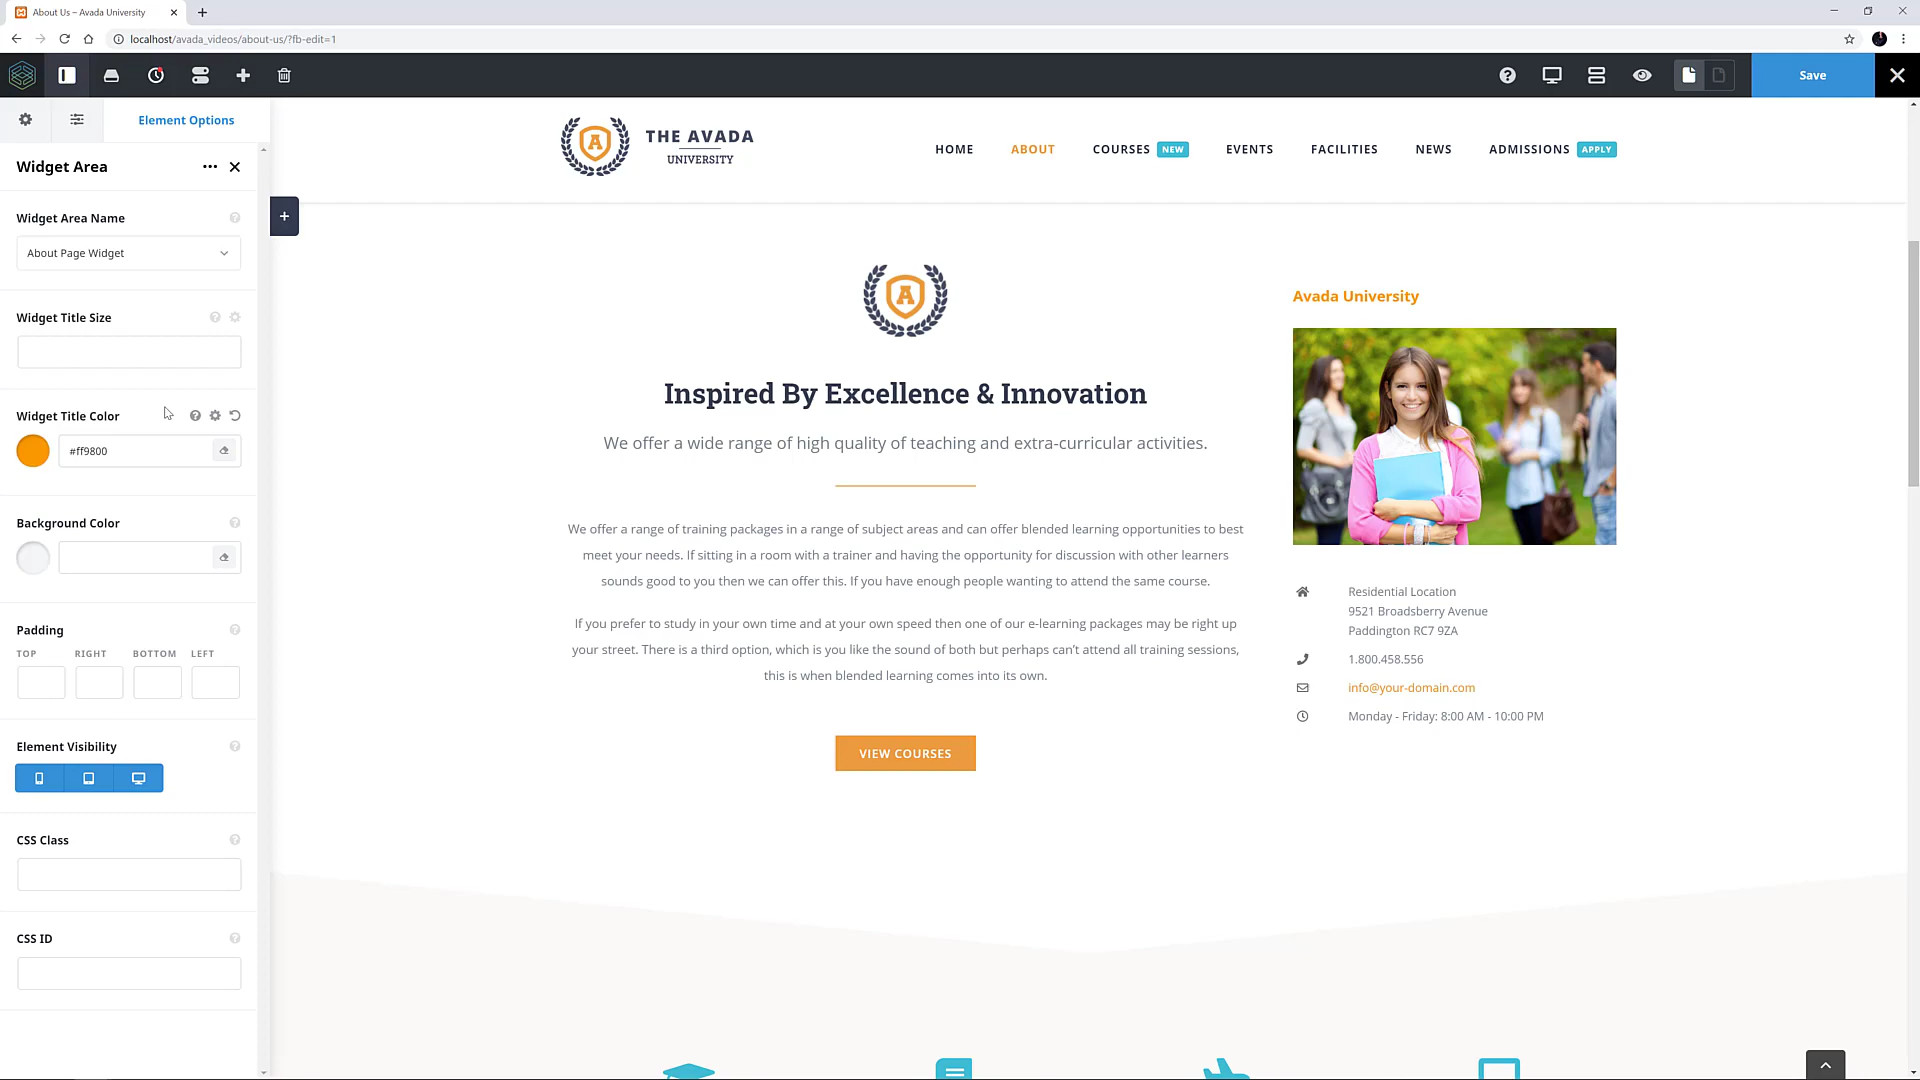 About Us – Avada University
localhost/avada_videos/about-us/?fb-edit=1
Save
Element Options
Widget Area
Widget Area Name
About Page Widget
Widget Title Size
Widget Title Color
#ff9800
Background Color
Padding
TOP RIGHT BOTTOM LEFT
Element Visibility
CSS Class
CSS ID
THE AVADA
UNIVERSITY
HOME ABOUT COURSES NEW EVENTS FACILITIES NEWS ADMISSIONS APPLY
A
Inspired By Excellence & Innovation
We offer a wide range of high quality of teaching and extra-curricular activities.
We offer a range of training packages in a range of subject areas and can offer blended learning opportunities to best
meet your needs. If sitting in a room with a trainer and having the opportunity for discussion with other learners
sounds good to you then we can offer this. If you have enough people wanting to attend the same course.
If you prefer to study in your own time and at your own speed then one of our e-learning packages may be right up
your street. There is a third option, which is you like the sound of both but perhaps can't attend all training sessions,
this is when blended learning comes into its own.
VIEW COURSES
Avada University
Residential Location
9521 Broadsberry Avenue
Paddington RC7 9ZA
1.800.458.556
info@your-domain.com
Monday - Friday: 8:00 AM - 10:00 PM